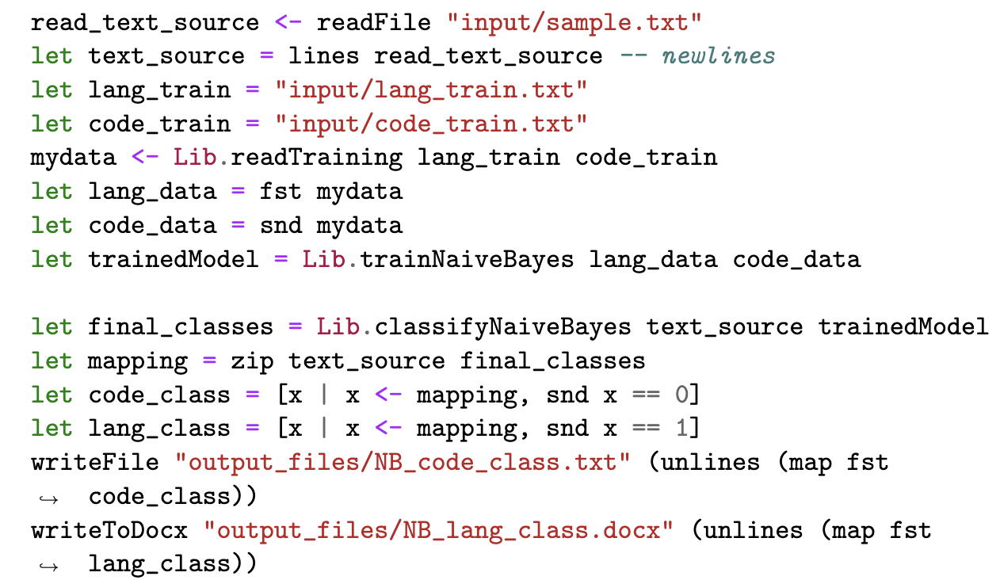 read_text_source <- readFile "input/sample.txt"
let text_source = lines read_text_source -- newlines
let lang_train = "input/lang_train.txt"
let code_train = "input/code_train.txt"
mydata <- Lib.readTraining lang_train code_train
let lang_data = fst mydata
let code_data = snd mydata
let trainedModel = Lib.trainNaiveBayes lang_data code_data
let final_classes = Lib.classifyNaiveBayes text_source trainedModel
let mapping = zip text_source final_classes
let code_class = [x | x <- mapping, snd x == 0]
let lang_class = [x | x <- mapping, snd x == 1]
writeFile "output_files/NB_code_class.txt" (unlines (map fst
↪ code_class))
writeToDocx "output_files/NB_lang_class.docx" (unlines (map fst
↪ lang_class))